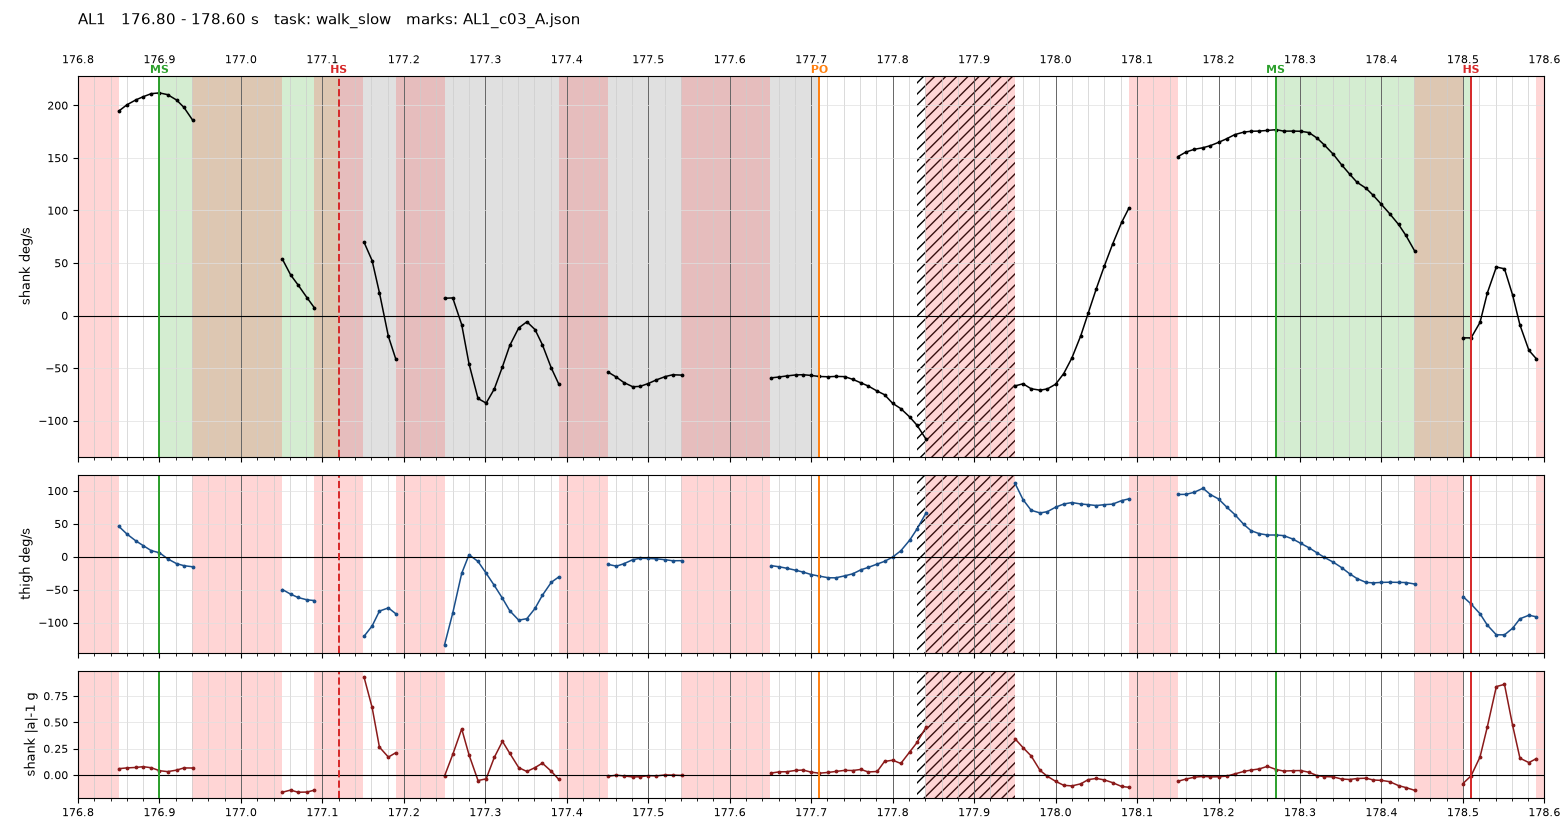 AL1   176.80 - 178.60 s   task: walk_slow   marks: AL1_c03_A.json
176.8 176.9 177.0 177.1 177.2 177.3 177.4 177.5 177.6 177.7 177.8 177.9 178.0 178.1 178.2 178.3 178.4 178.5 178.6
MS HS PO MS HS
shank deg/s
200
150
100
50
0
−50
−100
thigh deg/s
100
50
0
−50
−100
shank |a|-1 g
0.75
0.50
0.25
0.00
176.8 176.9 177.0 177.1 177.2 177.3 177.4 177.5 177.6 177.7 177.8 177.9 178.0 178.1 178.2 178.3 178.4 178.5 178.6